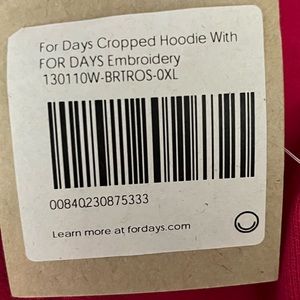 For Days Cropped Hoodie With
FOR DAYS Embroidery
130110W-BRTROS-0XL
00840230875333
Learn more at fordays.com